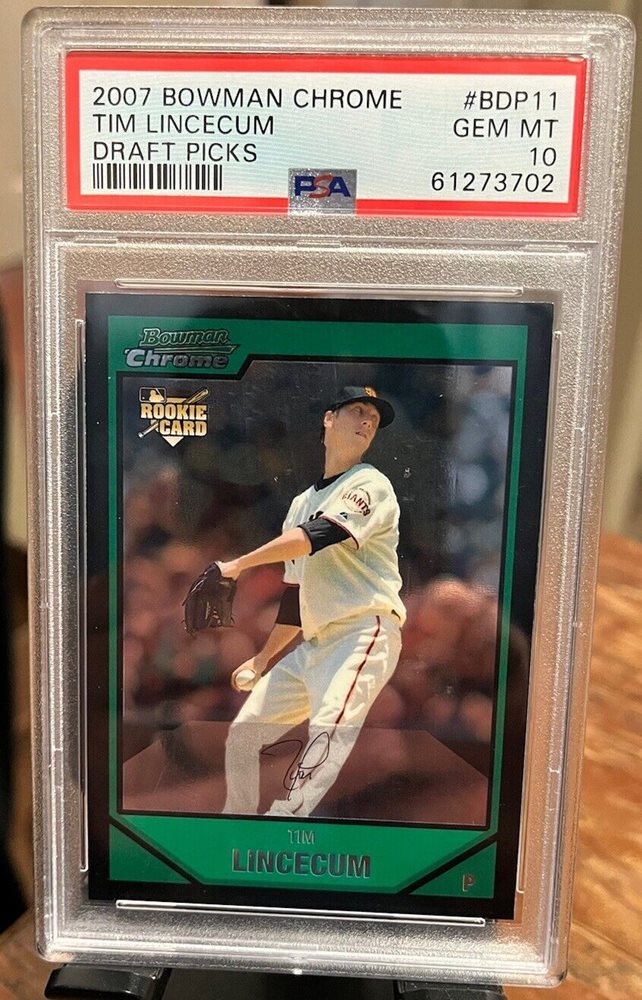 2007 BOWMAN CHROME #BDP11
TIM LINCECUM GEM MT
DRAFT PICKS 10
PSA 61273702
Bowman
Chrome
ROOKIE
CARD
GIANTS
TIM
LINCECUM
P